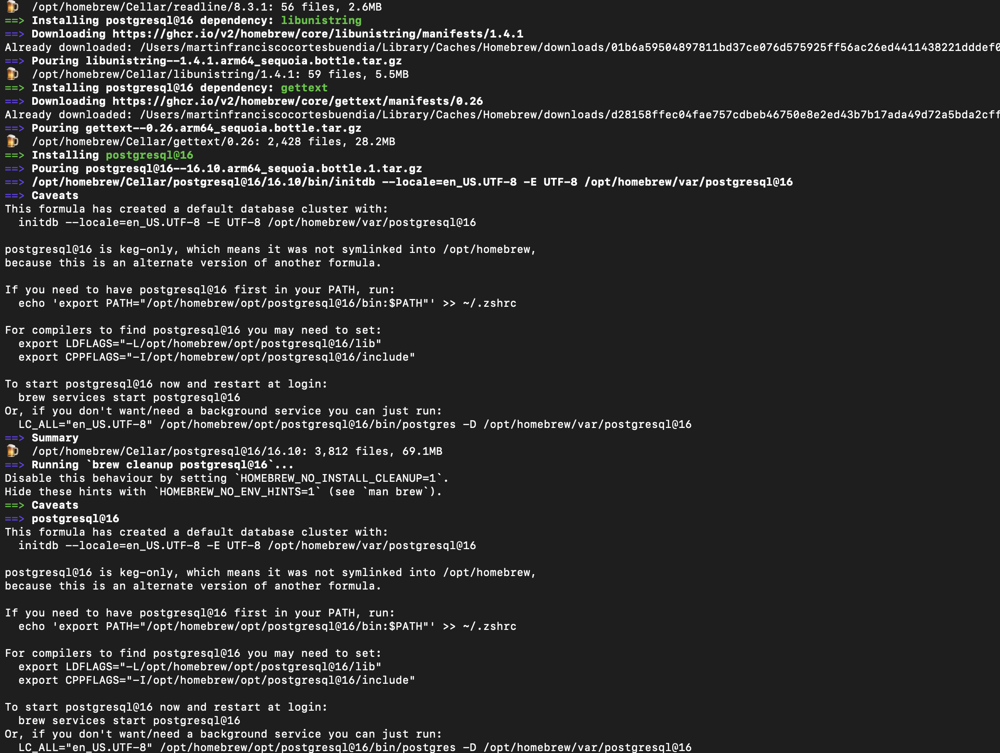 /opt/homebrew/Cellar/readline/8.3.1: 56 files, 2.6MB
==> Installing postgresql@16 dependency: libunistring
==> Downloading https://ghcr.io/v2/homebrew/core/libunistring/manifests/1.4.1
Already downloaded: /Users/martinfranciscocortesbuendia/Library/Caches/Homebrew/downloads/01b6a59504897811bd37ce076d575925ff56ac26ed4411438221dddef0
==> Pouring libunistring--1.4.1.arm64_sequoia.bottle.tar.gz
/opt/homebrew/Cellar/libunistring/1.4.1: 59 files, 5.5MB
==> Installing postgresql@16 dependency: gettext
==> Downloading https://ghcr.io/v2/homebrew/core/gettext/manifests/0.26
Already downloaded: /Users/martinfranciscocortesbuendia/Library/Caches/Homebrew/downloads/d28158ffec04fae757cdbeb46750e8e2ed43b7b17ada49d72a5bda2cff
==> Pouring gettext--0.26.arm64_sequoia.bottle.tar.gz
/opt/homebrew/Cellar/gettext/0.26: 2,428 files, 28.2MB
==> Installing postgresql@16
==> Pouring postgresql@16--16.10.arm64_sequoia.bottle.1.tar.gz
==> /opt/homebrew/Cellar/postgresql@16/16.10/bin/initdb --locale=en_US.UTF-8 -E UTF-8 /opt/homebrew/var/postgresql@16
==> Caveats
This formula has created a default database cluster with:
  initdb --locale=en_US.UTF-8 -E UTF-8 /opt/homebrew/var/postgresql@16

postgresql@16 is keg-only, which means it was not symlinked into /opt/homebrew,
because this is an alternate version of another formula.

If you need to have postgresql@16 first in your PATH, run:
  echo 'export PATH="/opt/homebrew/opt/postgresql@16/bin:$PATH"' >> ~/.zshrc

For compilers to find postgresql@16 you may need to set:
  export LDFLAGS="-L/opt/homebrew/opt/postgresql@16/lib"
  export CPPFLAGS="-I/opt/homebrew/opt/postgresql@16/include"

To start postgresql@16 now and restart at login:
  brew services start postgresql@16
Or, if you don't want/need a background service you can just run:
  LC_ALL="en_US.UTF-8" /opt/homebrew/opt/postgresql@16/bin/postgres -D /opt/homebrew/var/postgresql@16
==> Summary
/opt/homebrew/Cellar/postgresql@16/16.10: 3,812 files, 69.1MB
==> Running `brew cleanup postgresql@16`...
Disable this behaviour by setting `HOMEBREW_NO_INSTALL_CLEANUP=1`.
Hide these hints with `HOMEBREW_NO_ENV_HINTS=1` (see `man brew`).
==> Caveats
==> postgresql@16
This formula has created a default database cluster with:
  initdb --locale=en_US.UTF-8 -E UTF-8 /opt/homebrew/var/postgresql@16

postgresql@16 is keg-only, which means it was not symlinked into /opt/homebrew,
because this is an alternate version of another formula.

If you need to have postgresql@16 first in your PATH, run:
  echo 'export PATH="/opt/homebrew/opt/postgresql@16/bin:$PATH"' >> ~/.zshrc

For compilers to find postgresql@16 you may need to set:
  export LDFLAGS="-L/opt/homebrew/opt/postgresql@16/lib"
  export CPPFLAGS="-I/opt/homebrew/opt/postgresql@16/include"

To start postgresql@16 now and restart at login:
  brew services start postgresql@16
Or, if you don't want/need a background service you can just run:
  LC_ALL="en_US.UTF-8" /opt/homebrew/opt/postgresql@16/bin/postgres -D /opt/homebrew/var/postgresql@16